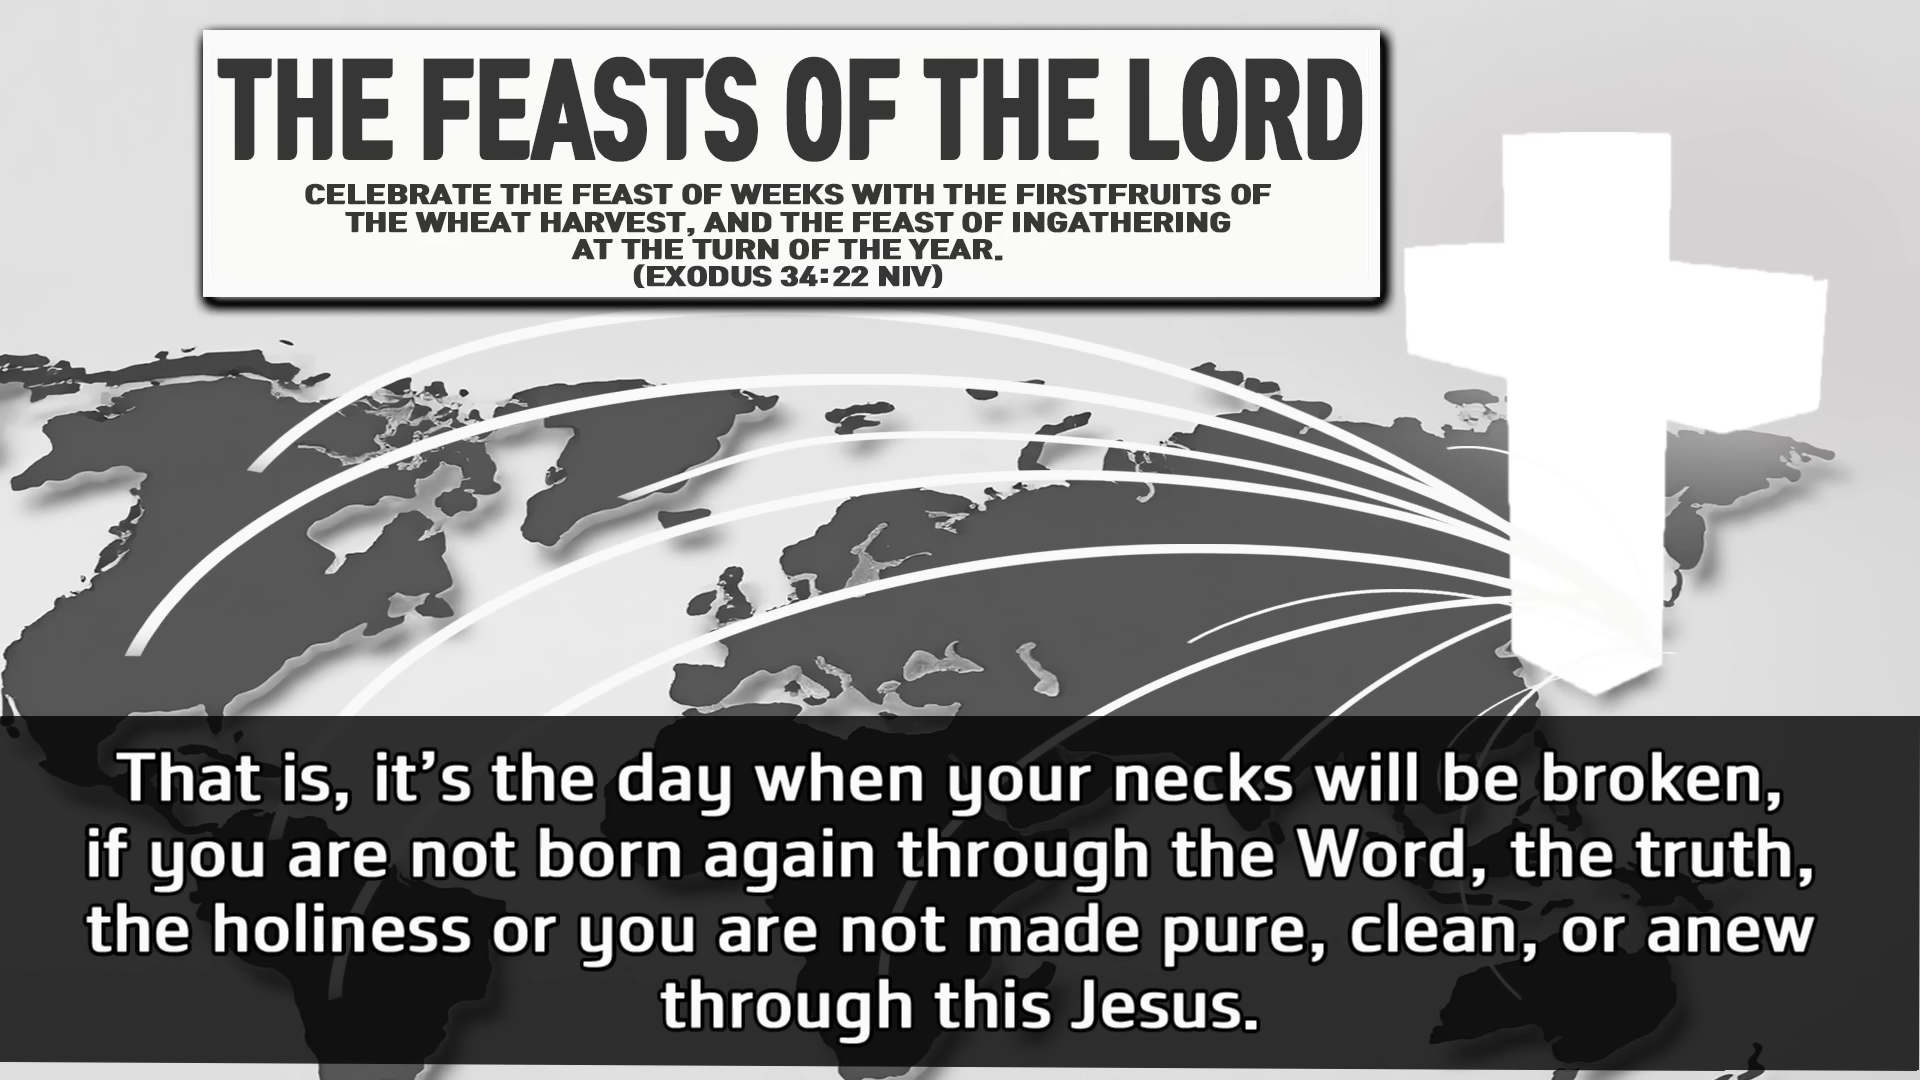 THE FEASTS OF THE LORD
CELEBRATE THE FEAST OF WEEKS WITH THE FIRSTFRUITS OF
THE WHEAT HARVEST, AND THE FEAST OF INGATHERING
AT THE TURN OF THE YEAR.
(EXODUS 34:22 NIV)
That is, it’s the day when your necks will be broken,
if you are not born again through the Word, the truth,
the holiness or you are not made pure, clean, or anew
through this Jesus.